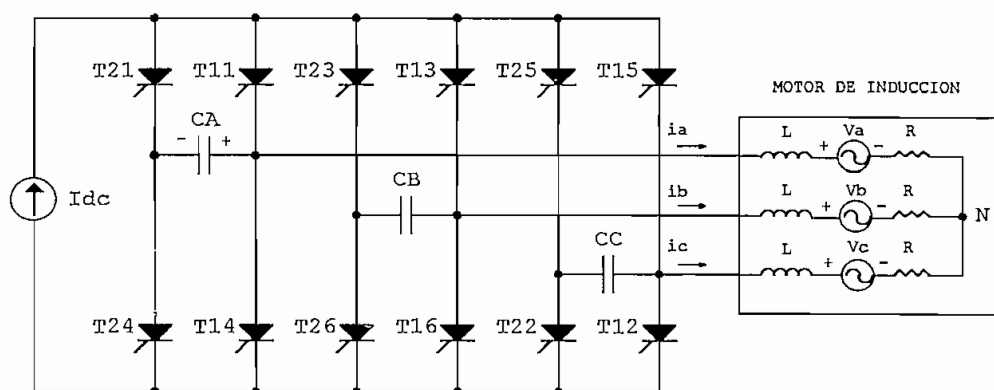 T21 T11 T23 T13 T25 T15
MOTOR DE INDUCCION
CA
- +
ia
L + Va - R
Idc
CB
ib
L + Vb - R
N
CC
ic
L + Vc - R
T24 T14 T26 T16 T22 T12